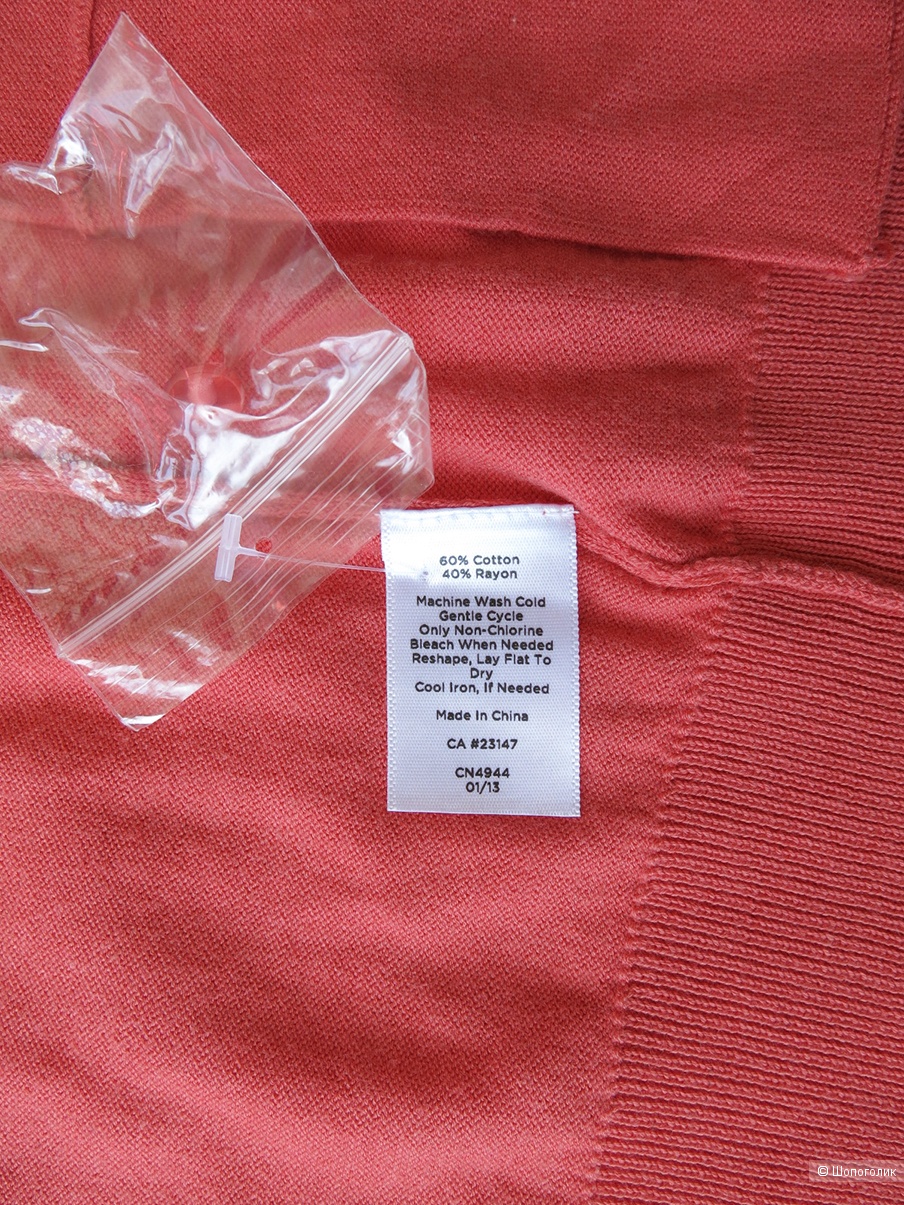 60% Cotton
40% Rayon
Machine Wash Cold
Gentle Cycle
Only Non-Chlorine
Bleach When Needed
Reshape, Lay Flat To
Dry
Cool Iron, If Needed
Made In China
CA #23147
CN4944
01/13
© Шопоголик